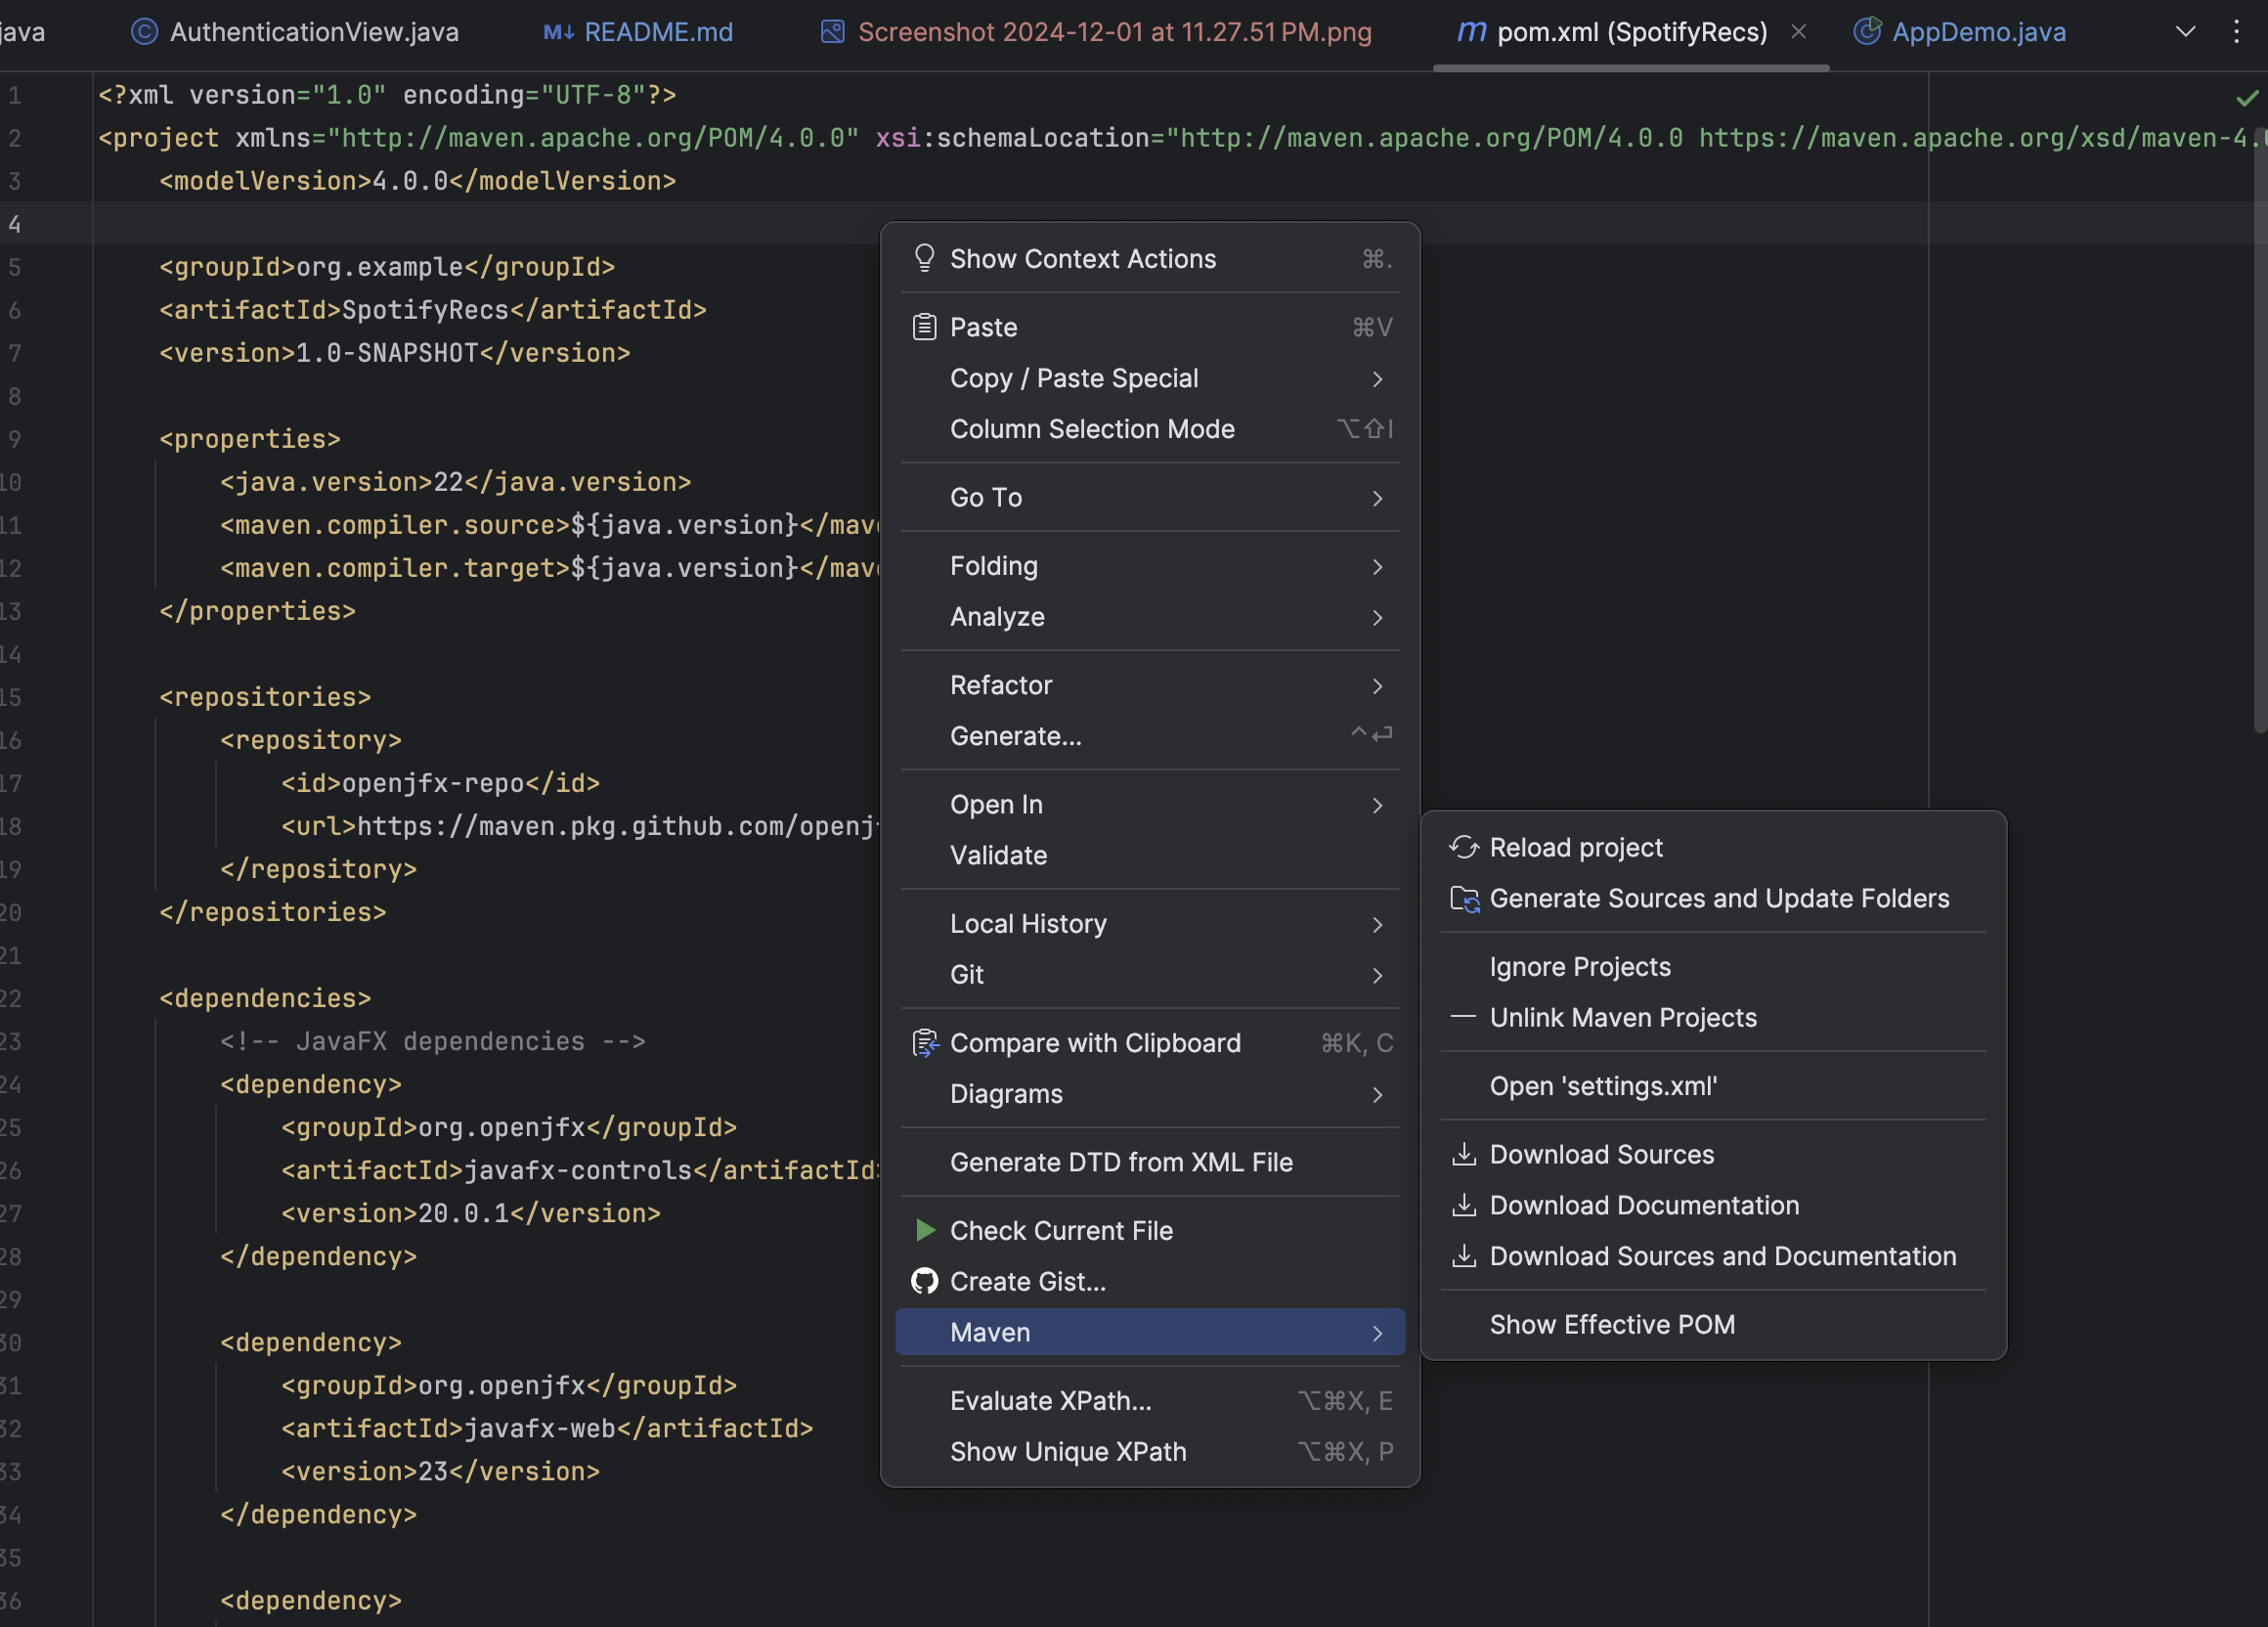 java
AuthenticationView.java
README.md
Screenshot 2024-12-01 at 11.27.51 PM.png
pom.xml (SpotifyRecs)
AppDemo.java
1 <?xml version="1.0" encoding="UTF-8"?>
2 <project xmlns="http://maven.apache.org/POM/4.0.0" xsi:schemaLocation="http://maven.apache.org/POM/4.0.0 https://maven.apache.org/xsd/maven-4.
3 <modelVersion>4.0.0</modelVersion>
4
5 <groupId>org.example</groupId>
6 <artifactId>SpotifyRecs</artifactId>
7 <version>1.0-SNAPSHOT</version>
8
9 <properties>
10 <java.version>22</java.version>
11 <maven.compiler.source>${java.version}</mav
12 <maven.compiler.target>${java.version}</mav
13 </properties>
14
15 <repositories>
16 <repository>
17 <id>openjfx-repo</id>
18 <url>https://maven.pkg.github.com/openj
19 </repository>
20 </repositories>
21
22 <dependencies>
23 <!-- JavaFX dependencies -->
24 <dependency>
25 <groupId>org.openjfx</groupId>
26 <artifactId>javafx-controls</artifactId>
27 <version>20.0.1</version>
28 </dependency>
29
30 <dependency>
31 <groupId>org.openjfx</groupId>
32 <artifactId>javafx-web</artifactId>
33 <version>23</version>
34 </dependency>
35
36 <dependency>
Show Context Actions ⌘.
Paste ⌘V
Copy / Paste Special
Column Selection Mode ⌥⇧I
Go To
Folding
Analyze
Refactor
Generate... ^⏎
Open In
Validate
Local History
Git
Compare with Clipboard ⌘K, C
Diagrams
Generate DTD from XML File
Check Current File
Create Gist...
Maven
Evaluate XPath... ⌥⌘X, E
Show Unique XPath ⌥⌘X, P
Reload project
Generate Sources and Update Folders
Ignore Projects
Unlink Maven Projects
Open 'settings.xml'
Download Sources
Download Documentation
Download Sources and Documentation
Show Effective POM